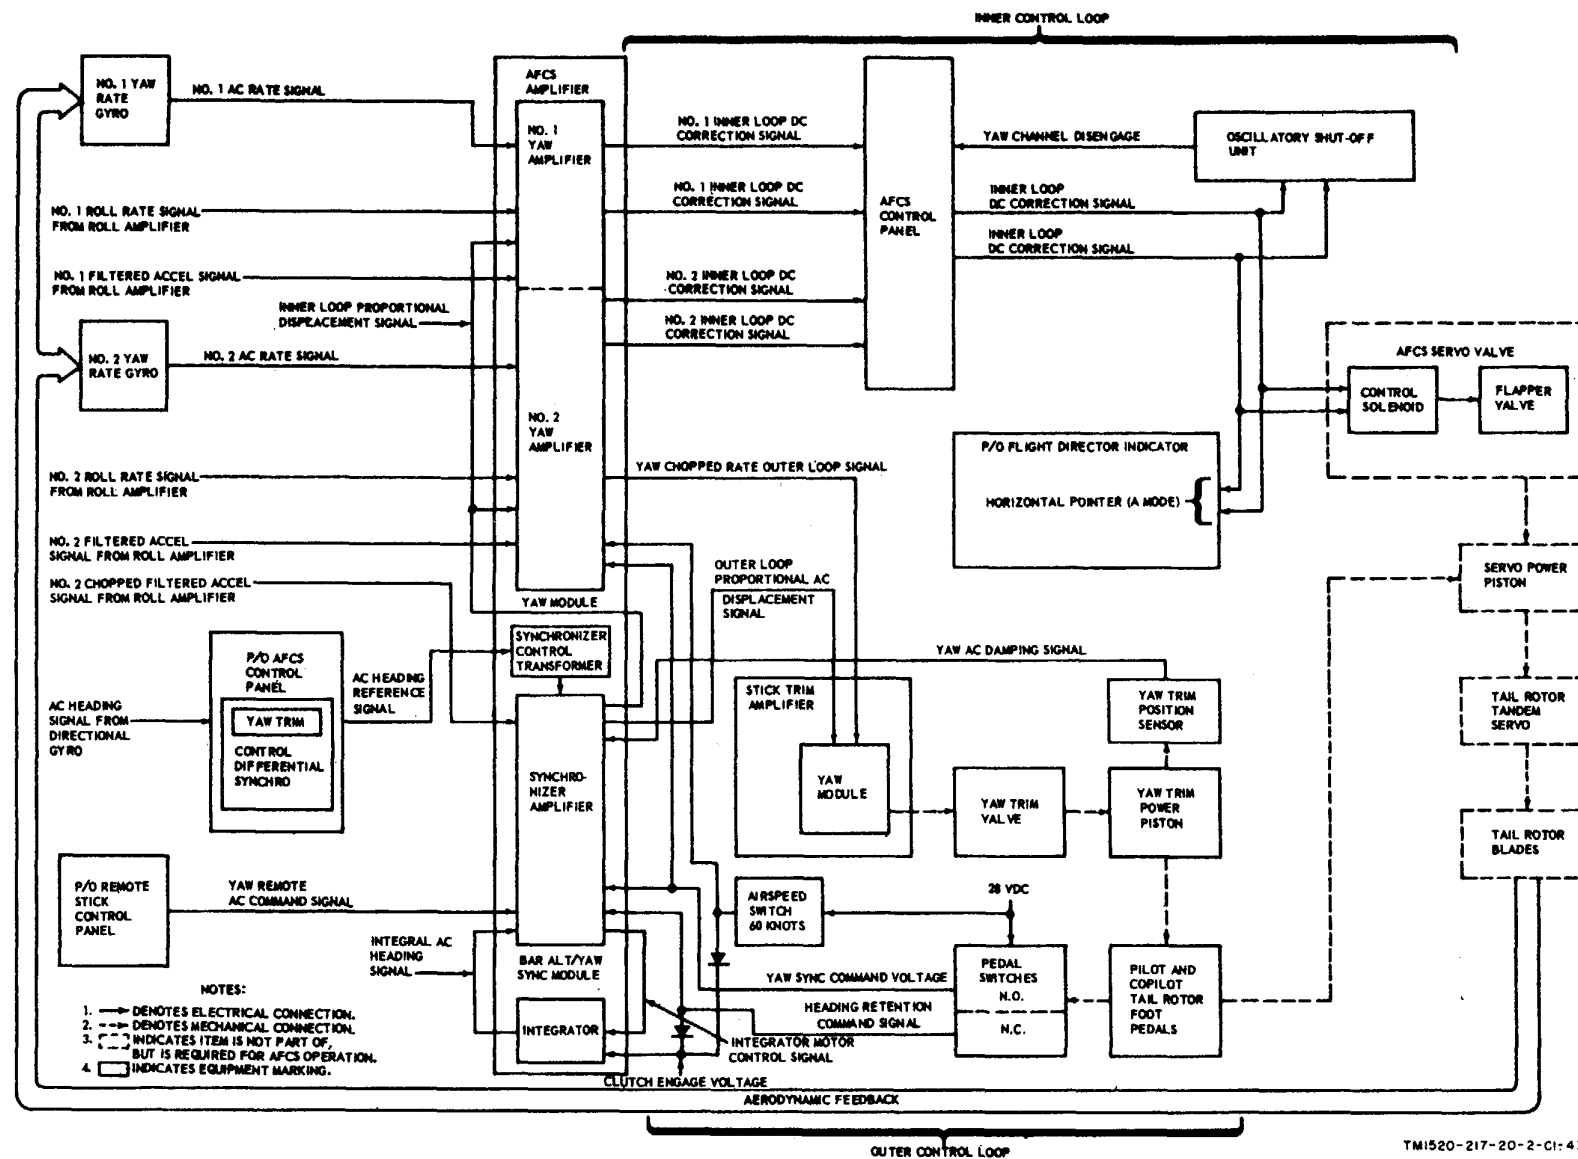 INNER CONTROL LOOP
NO. 1 YAW
RATE
GYRO
NO. 1 AC RATE SIGNAL
AFCS
AMPLIFIER
NO. 1
YAW
AMPLIFIER
NO. 1 INNER LOOP DC
CORRECTION SIGNAL
YAW CHANNEL DISENGAGE
OSCILLATORY SHUT-OFF
UNIT
NO. 1 ROLL RATE SIGNAL
FROM ROLL AMPLIFIER
NO. 1 INNER LOOP DC
CORRECTION SIGNAL
AFCS
CONTROL
PANEL
INNER LOOP
DC CORRECTION SIGNAL
INNER LOOP
DC CORRECTION SIGNAL
NO. 1 FILTERED ACCEL SIGNAL
FROM ROLL AMPLIFIER
NO. 2 INNER LOOP DC
CORRECTION SIGNAL
INNER LOOP PROPORTIONAL
DISPLACEMENT SIGNAL
NO. 2 INNER LOOP DC
CORRECTION SIGNAL
NO. 2 YAW
RATE GYRO
NO. 2 AC RATE SIGNAL
AFCS SERVO VALVE
CONTROL
SOLENOID
FLAPPER
VALVE
NO. 2
YAW
AMPLIFIER
P/O FLIGHT DIRECTOR INDICATOR
HORIZONTAL POINTER (A MODE)
NO. 2 ROLL RATE SIGNAL
FROM ROLL AMPLIFIER
YAW CHOPPED RATE OUTER LOOP SIGNAL
NO. 2 FILTERED ACCEL
SIGNAL FROM ROLL AMPLIFIER
NO. 2 CHOPPED FILTERED ACCEL
SIGNAL FROM ROLL AMPLIFIER
OUTER LOOP
PROPORTIONAL AC
DISPLACEMENT
SIGNAL
SERVO POWER
PISTON
YAW MODULE
SYNCHRONIZER
CONTROL
TRANSFORMER
P/O AFCS
CONTROL
PANEL
YAW TRIM
CONTROL
DIFFERENTIAL
SYNCHRO
AC HEADING
REFERENCE
SIGNAL
AC HEADING
SIGNAL FROM
DIRECTIONAL
GYRO
YAW AC DAMPING SIGNAL
STICK TRIM
AMPLIFIER
YAW TRIM
POSITION
SENSOR
TAIL ROTOR
TANDEM
SERVO
SYNCHRO-
NIZER
AMPLIFIER
YAW
MODULE
YAW TRIM
VALVE
YAW TRIM
POWER
PISTON
TAIL ROTOR
BLADES
P/O REMOTE
STICK
CONTROL
PANEL
YAW REMOTE
AC COMMAND SIGNAL
AIRSPEED
SWITCH
60 KNOTS
28 VDC
INTEGRAL AC
HEADING
SIGNAL
BAR ALT/YAW
SYNC MODULE
YAW SYNC COMMAND VOLTAGE
PEDAL
SWITCHES
N.O.
N.C.
PILOT AND
COPILOT
TAIL ROTOR
FOOT
PEDALS
HEADING RETENTION
COMMAND SIGNAL
INTEGRATOR
INTEGRATOR MOTOR
CONTROL SIGNAL
NOTES:
1. DENOTES ELECTRICAL CONNECTION.
2. DENOTES MECHANICAL CONNECTION.
3. INDICATES ITEM IS NOT PART OF,
BUT IS REQUIRED FOR AFCS OPERATION.
4. INDICATES EQUIPMENT MARKING.
CLUTCH ENGAGE VOLTAGE
AERODYNAMIC FEEDBACK
OUTER CONTROL LOOP